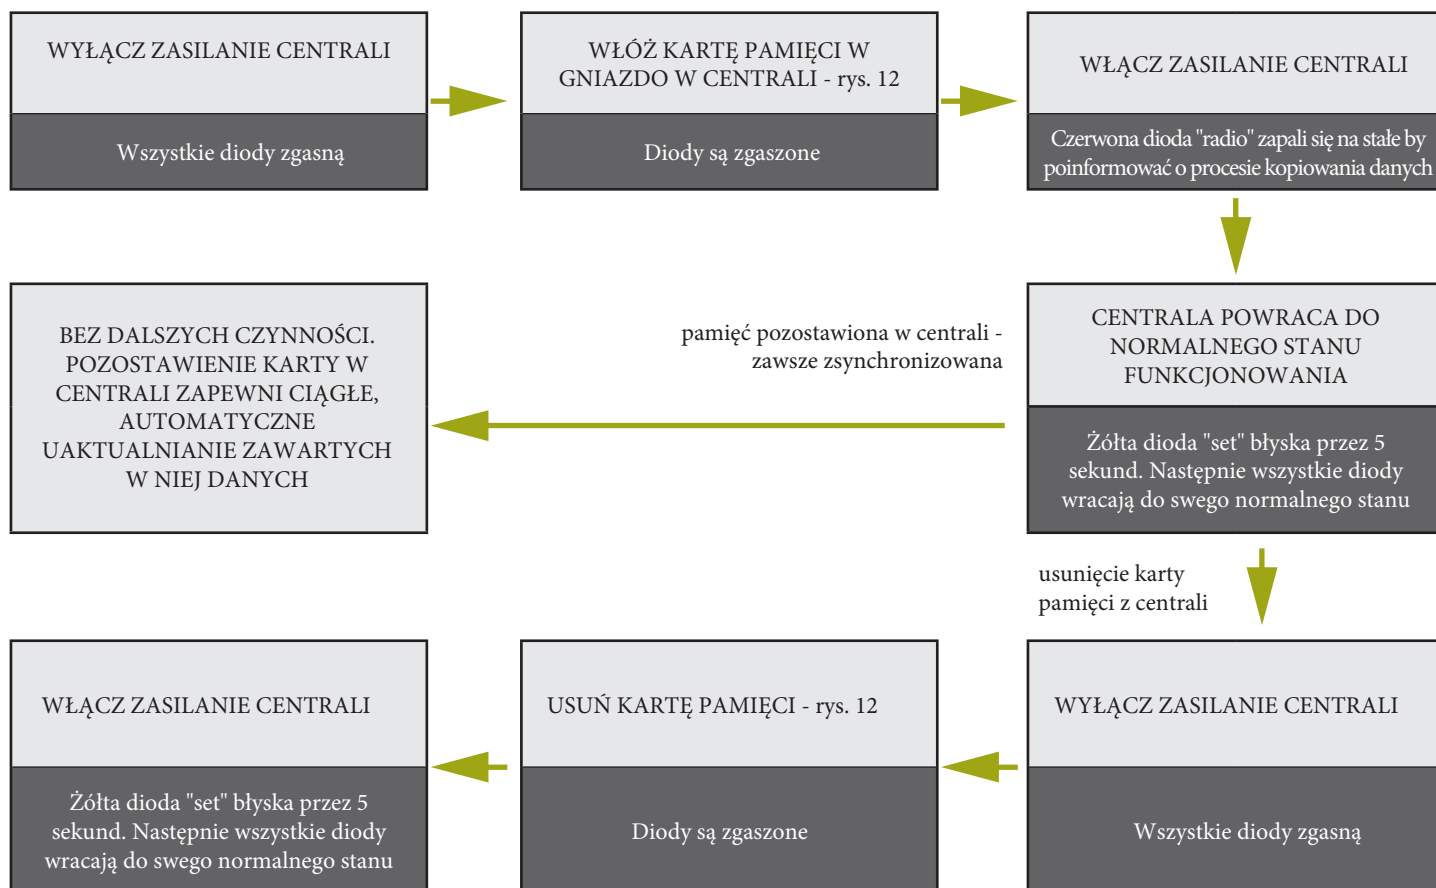 WYŁĄCZ ZASILANIE CENTRALI
Wszystkie diody zgasną
WŁÓŻ KARTĘ PAMIĘCI W
GNIAZDO W CENTRALI - rys. 12
Diody są zgaszone
WŁĄCZ ZASILANIE CENTRALI
Czerwona dioda "radio" zapali się na stałe by
poinformować o procesie kopiowania danych
CENTRALA POWRACA DO
NORMALNEGO STANU
FUNKCJONOWANIA
Żółta dioda "set" błyska przez 5
sekund. Następnie wszystkie diody
wracają do swego normalnego stanu
pamięć pozostawiona w centrali -
zawsze zsynchronizowana
BEZ DALSZYCH CZYNNOŚCI.
POZOSTAWIENIE KARTY W
CENTRALI ZAPEWNI CIĄGŁE,
AUTOMATYCZNE
UAKTUALNIANIE ZAWARTYCH
W NIEJ DANYCH
usunięcie karty
pamięci z centrali
WYŁĄCZ ZASILANIE CENTRALI
Wszystkie diody zgasną
USUŃ KARTĘ PAMIĘCI - rys. 12
Diody są zgaszone
WŁĄCZ ZASILANIE CENTRALI
Żółta dioda "set" błyska przez 5
sekund. Następnie wszystkie diody
wracają do swego normalnego stanu